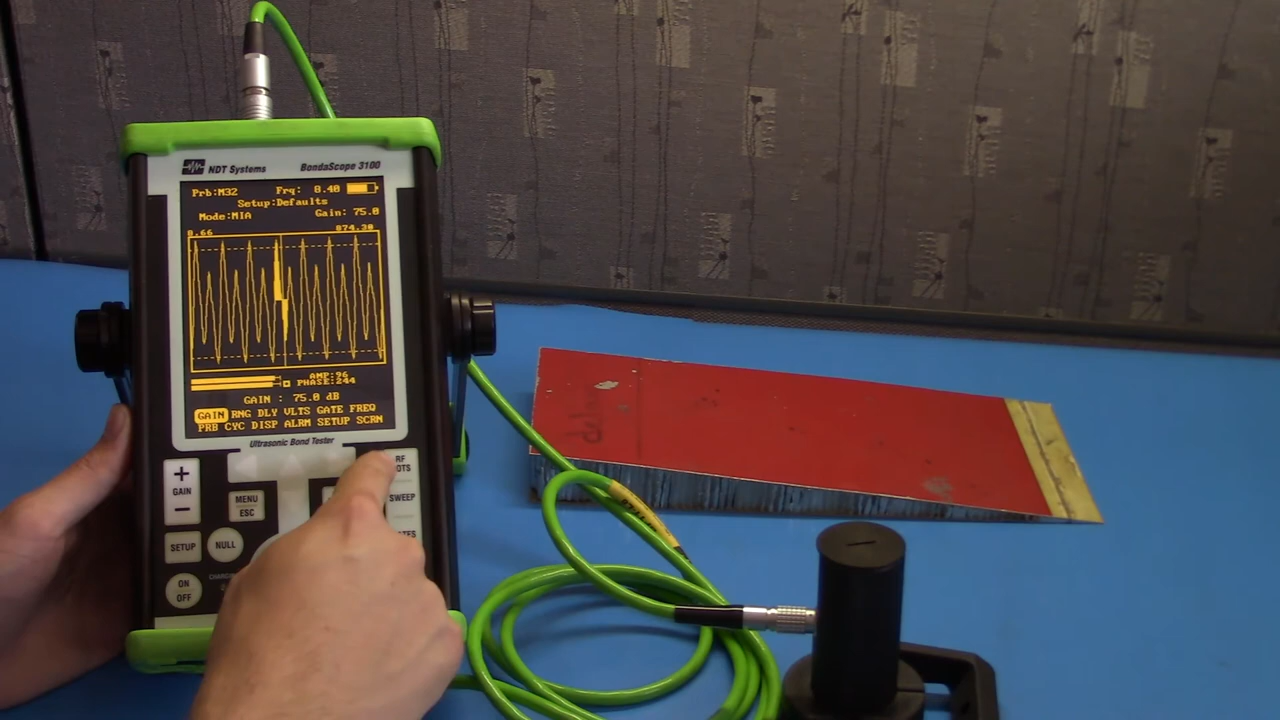 NDT Systems BondaScope 3100
Prb:M32 Frq: 8.40
Setup:Defaults
Mode:MIA Gain: 75.0
8.66 874.30
AMP:96
PHASE:244
GAIN : 75.0 dB
GAIN RNG DLY VLTS GATE FREQ
PRB CYC DISP ALRM SETUP SCRN
Ultrasonic Bond Tester
RF
+
GAIN
−
MENU
ESC
SWEEP
SETUP
NULL
ON
OFF